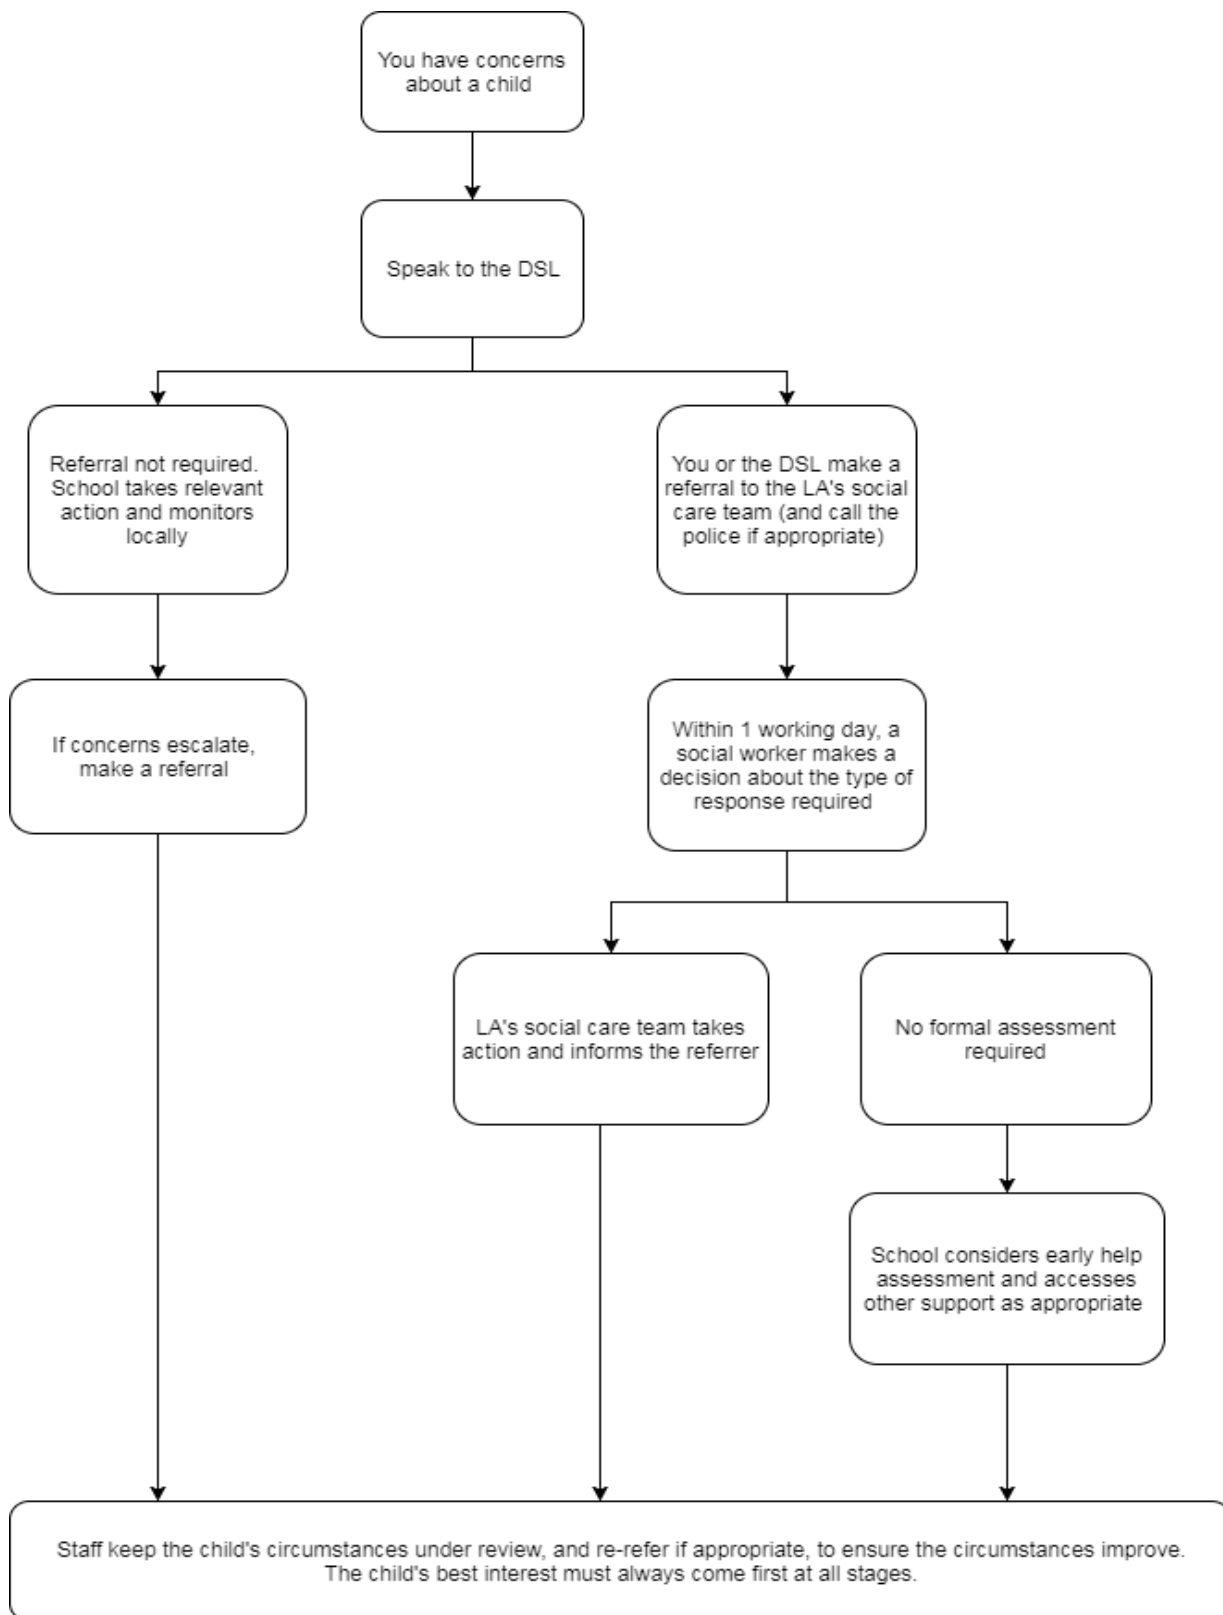 You have concerns
about a child
Speak to the DSL
Referral not required.
School takes relevant
action and monitors
locally
You or the DSL make a
referral to the LA's social
care team (and call the
police if appropriate)
If concerns escalate,
make a referral
Within 1 working day, a
social worker makes a
decision about the type of
response required
LA's social care team takes
action and informs the referrer
No formal assessment
required
School considers early help
assessment and accesses
other support as appropriate
Staff keep the child's circumstances under review, and re-refer if appropriate, to ensure the circumstances improve.
The child's best interest must always come first at all stages.